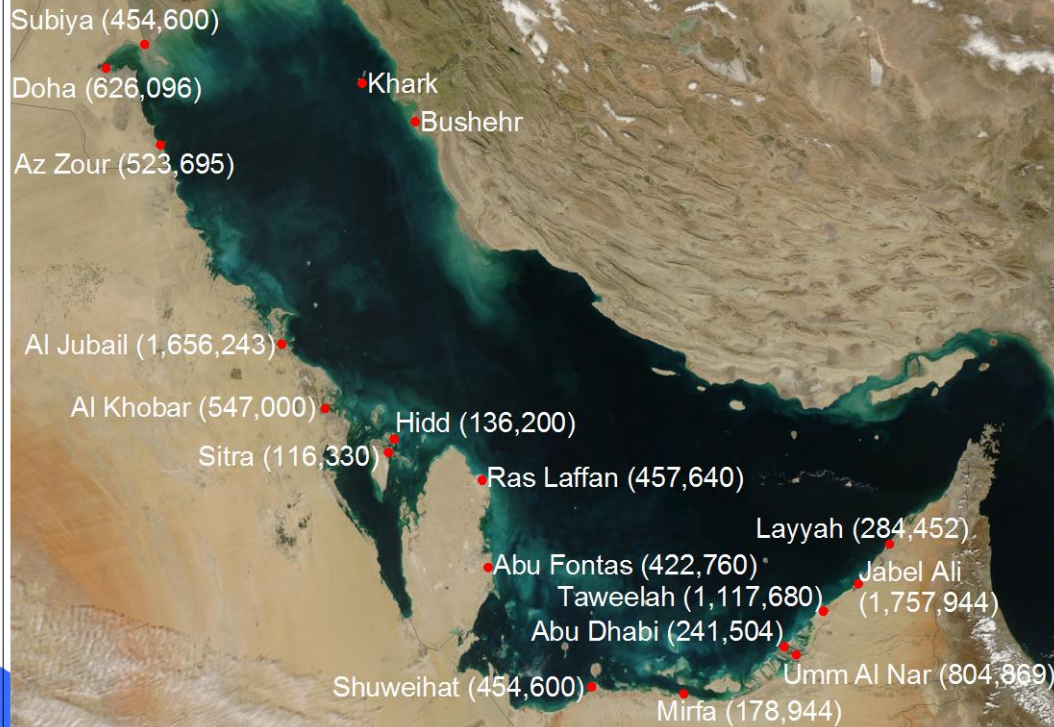 Subiya (454,600)
Doha (626,096)
Khark
Bushehr
Az Zour (523,695)
Al Jubail (1,656,243)
Al Khobar (547,000)
Hidd (136,200)
Sitra (116,330)
Ras Laffan (457,640)
Layyah (284,452)
Abu Fontas (422,760)
Jabel Ali
(1,757,944)
Taweelah (1,117,680)
Abu Dhabi (241,504)
Umm Al Nar (804,869)
Shuweihat (454,600)
Mirfa (178,944)